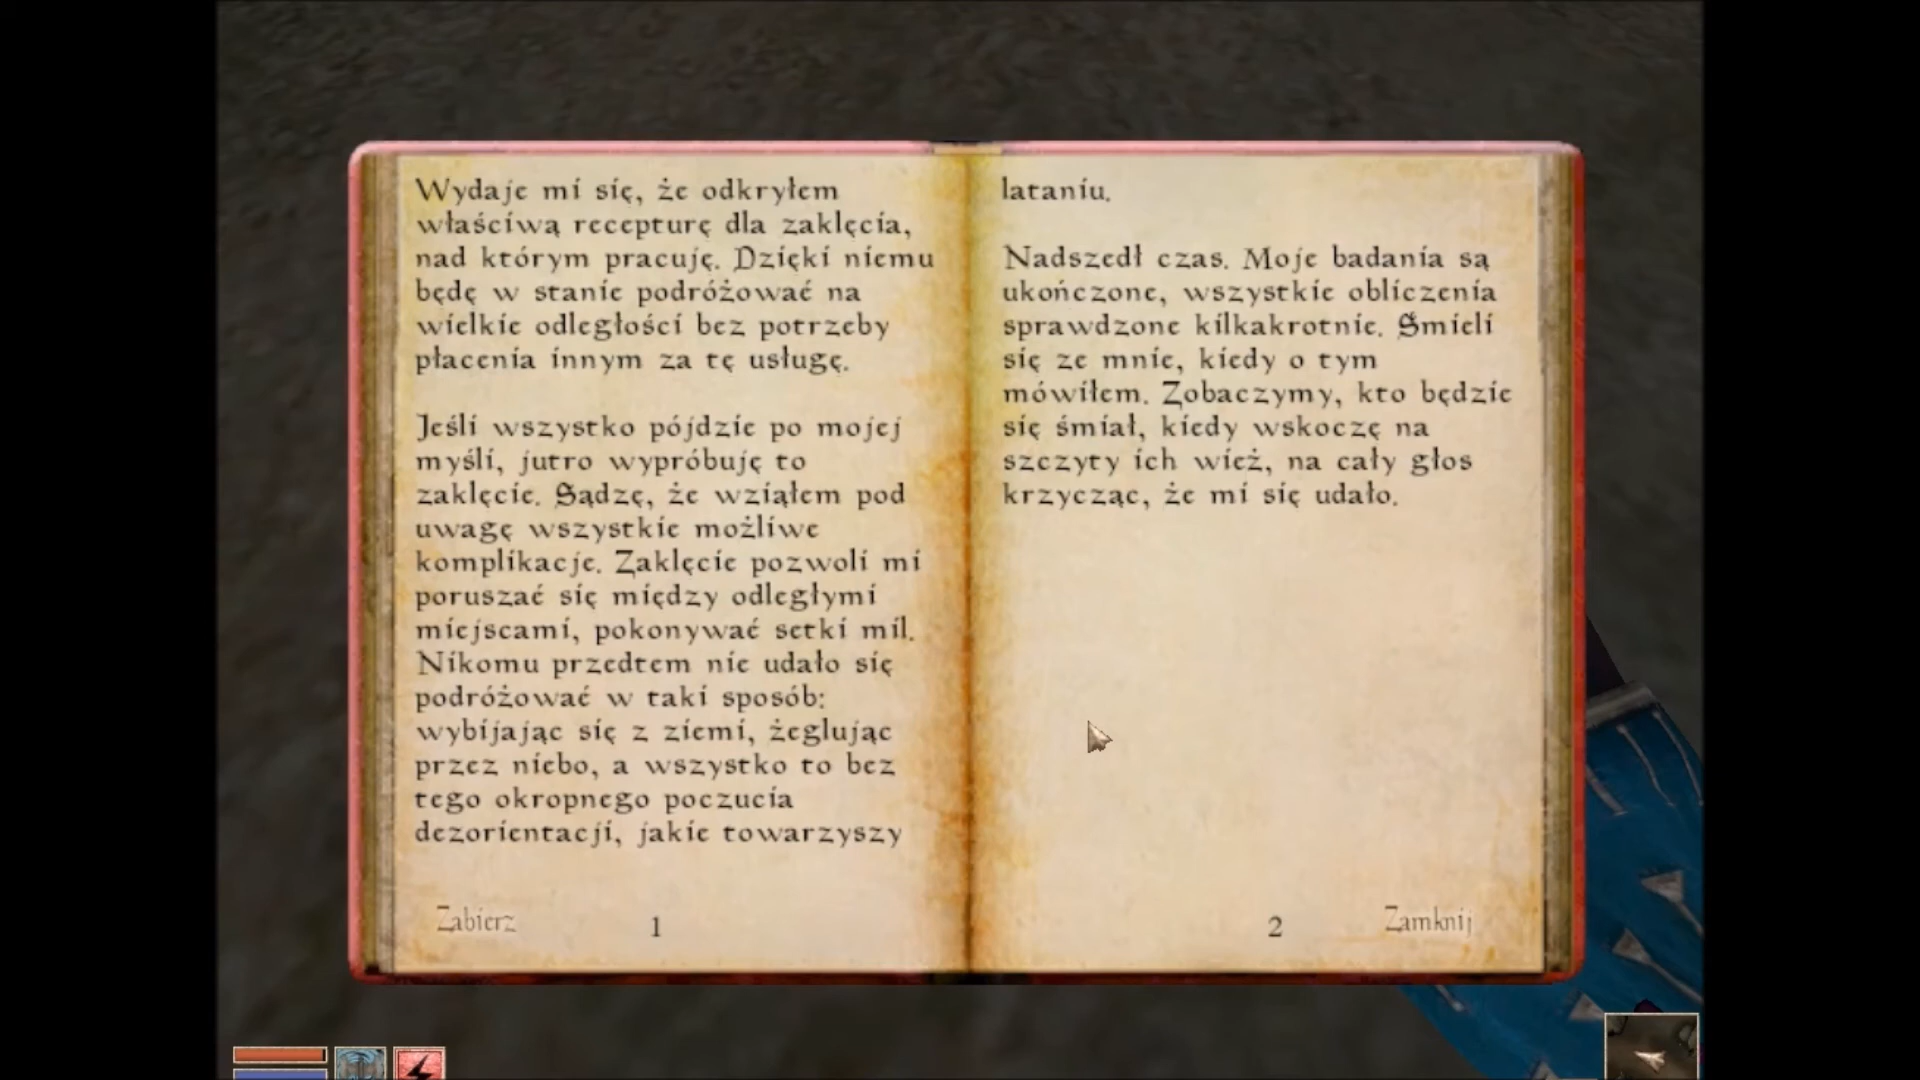 Wydaje mi się, że odkryłem
właściwą recepturę dla zaklęcia,
nad którym pracuję. Dzięki niemu
będę w stanie podróżować na
wielkie odległości bez potrzeby
płacenia innym za tę usługę.
Jeśli wszystko pójdzie po mojej
myśli, jutro wypróbuję to
zaklęcie. Sądzę, że wziąłem pod
uwagę wszystkie możliwe
komplikacje. Zaklęcie pozwoli mi
poruszać się między odległymi
miejscami, pokonywać setki mil.
Nikomu przedtem nie udało się
podróżować w taki sposób:
wybijając się z ziemi, żeglując
przez niebo, a wszystko to bez
tego okropnego poczucia
dezorientacji, jakie towarzyszy
Zabierz
1
lataniu.
Nadszedł czas. Moje badania są
ukończone, wszystkie obliczenia
sprawdzone kilkakrotnie. Śmieli
się ze mnie, kiedy o tym
mówiłem. Zobaczymy, kto będzie
się śmiał, kiedy wskoczę na
szczyty ich wież, na cały głos
krzycząc, że mi się udało.
2
Zamknij